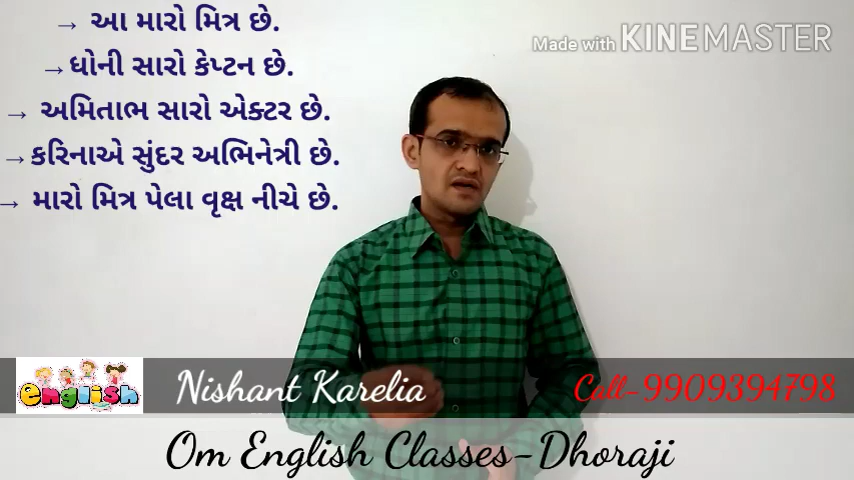 → આ મારો મિત્ર છે.
→ ધોની સારો કેપ્ટન છે.
→ અમિતાભ સારો એક્ટર છે.
→ કરિનાએ સુંદર અભિનેત્રી છે.
→ મારો મિત્ર પેલા વૃક્ષ નીચે છે.
Made with KINEMASTER
english
Nishant Karelia
Call-9909394798
Om English Classes-Dhoraji